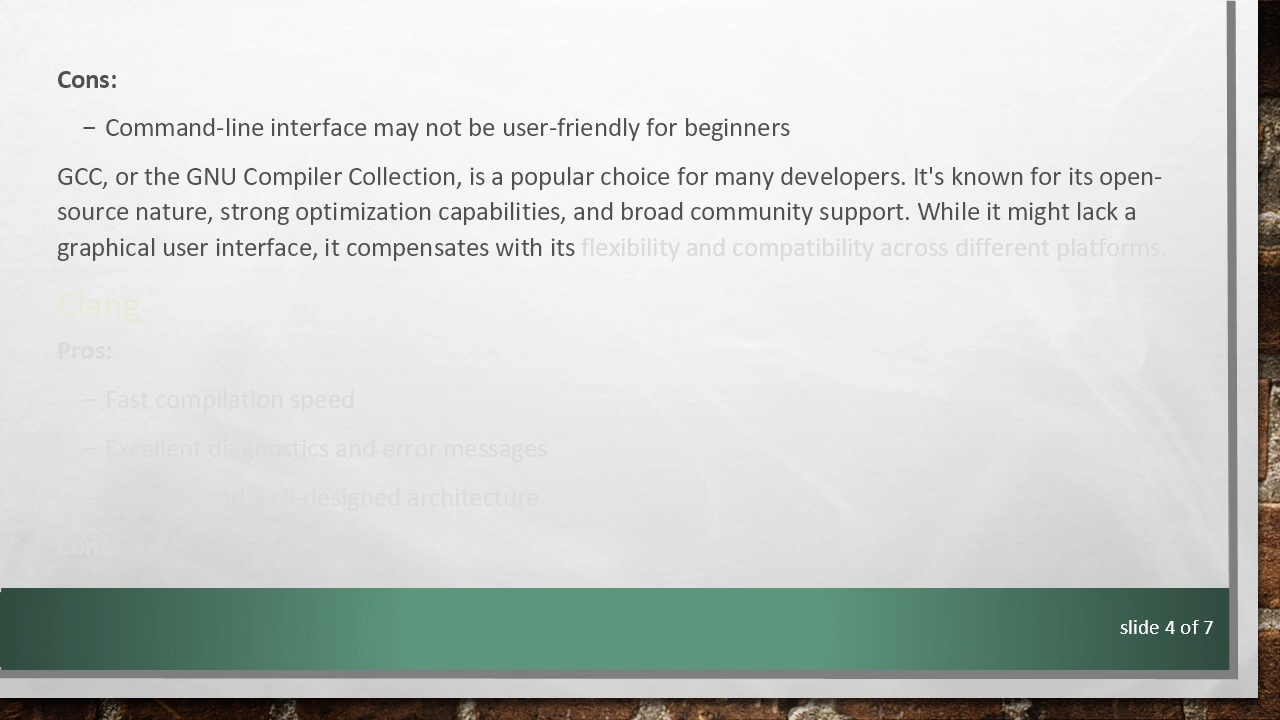 Cons:
– Command-line interface may not be user-friendly for beginners
GCC, or the GNU Compiler Collection, is a popular choice for many developers. It's known for its open-
source nature, strong optimization capabilities, and broad community support. While it might lack a
graphical user interface, it compensates with its flexibility and compatibility across different platforms.
Clang
Pros:
– Fast compilation speed
– Excellent diagnostics and error messages
– and well-designed architecture
slide 4 of 7